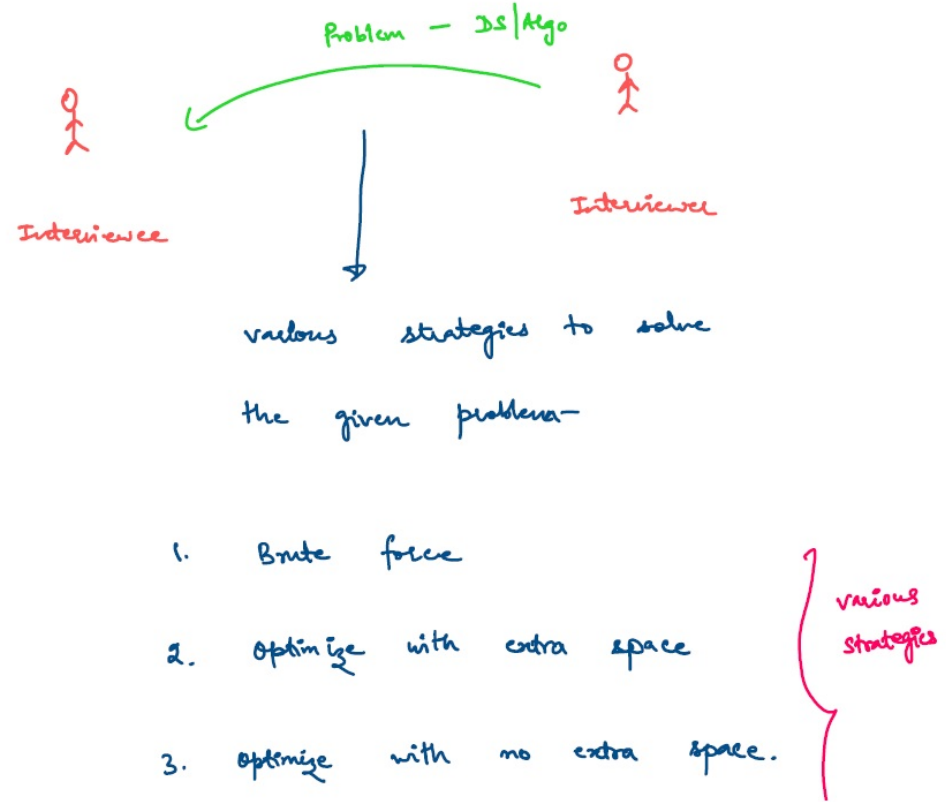 Problem - DS/Algo
Interviewee
Interviewer
various strategies to solve
the given problem-
1. Brute force
2. optimize with extra space
3. optimize with no extra space.
various
strategies